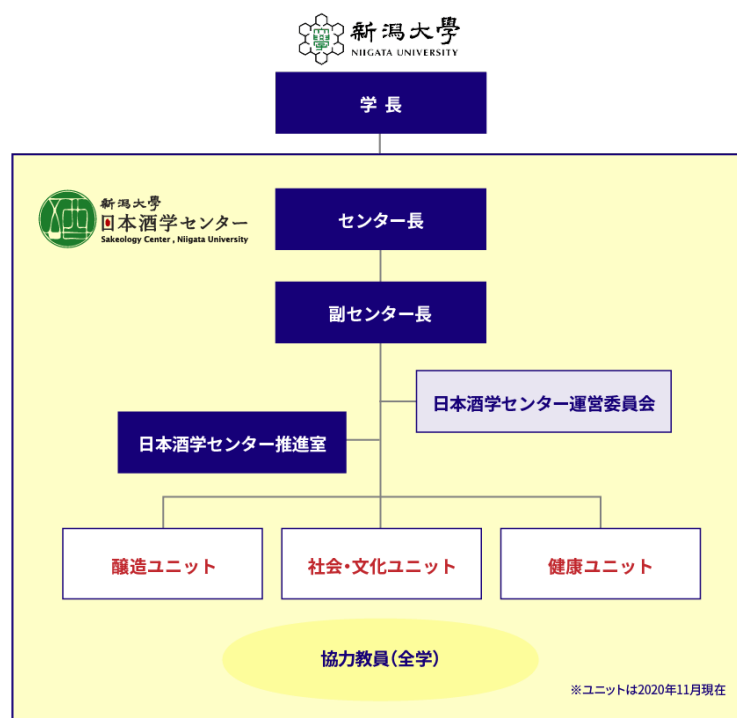 新潟大學
NIIGATA UNIVERSITY
学長
新潟大學
日本酒学センター
Sakeology Center , Niigata University
センター長
副センター長
日本酒学センター運営委員会
日本酒学センター推進室
醸造ユニット
社会・文化ユニット
健康ユニット
協力教員(全学)
※ユニットは2020年11月現在